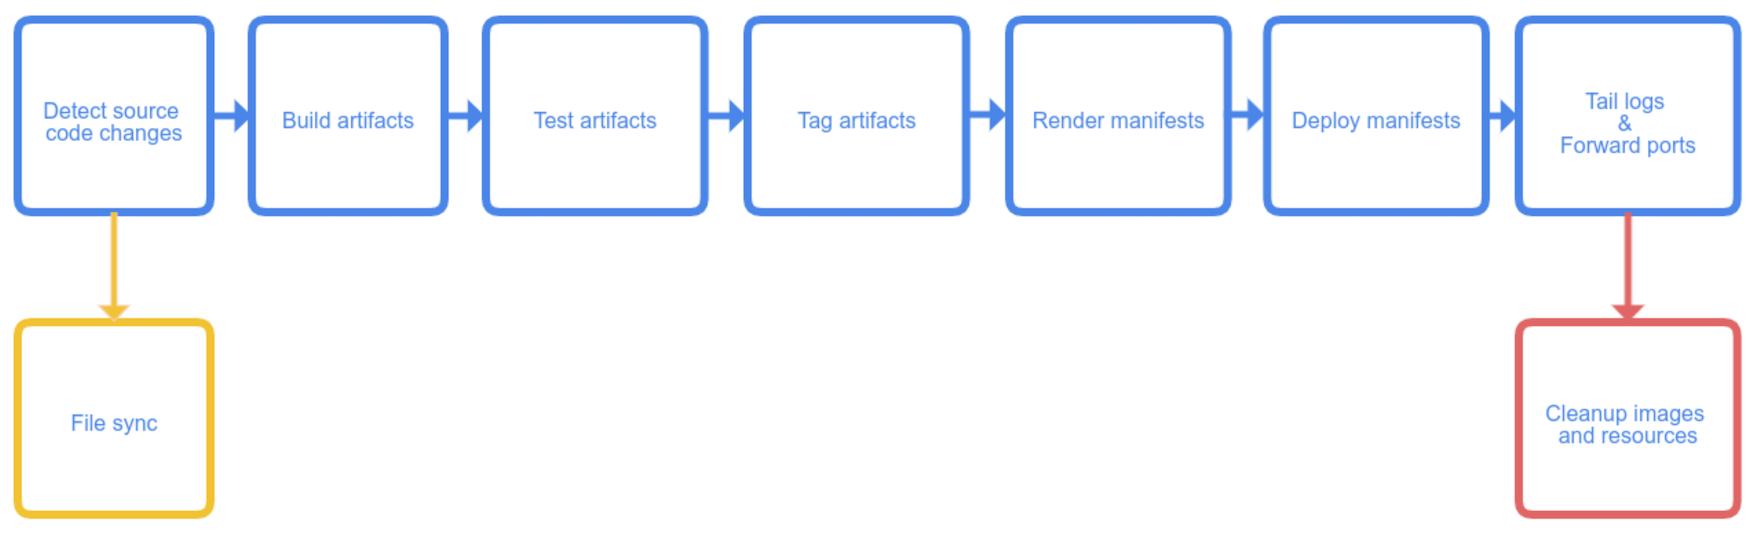 Detect source
code changes
Build artifacts
Test artifacts
Tag artifacts
Render manifests
Deploy manifests
Tail logs
&
Forward ports
File sync
Cleanup images
and resources